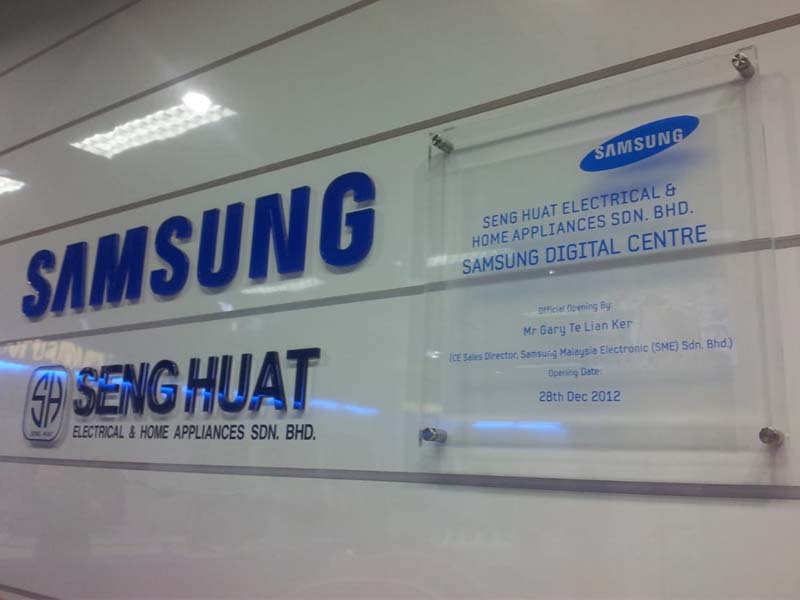 SAMSUNG
SH
SENG HUAT
SENG HUAT
ELECTRICAL & HOME APPLIANCES SDN. BHD.
SAMSUNG
SENG HUAT ELECTRICAL &
HOME APPLIANCES SDN. BHD.
SAMSUNG DIGITAL CENTRE
Official Opening By:
Mr Gary Te Lian Ker
(CE Sales Director, Samsung Malaysia Electronic (SME) Sdn. Bhd.)
Opening Date:
28th Dec 2012